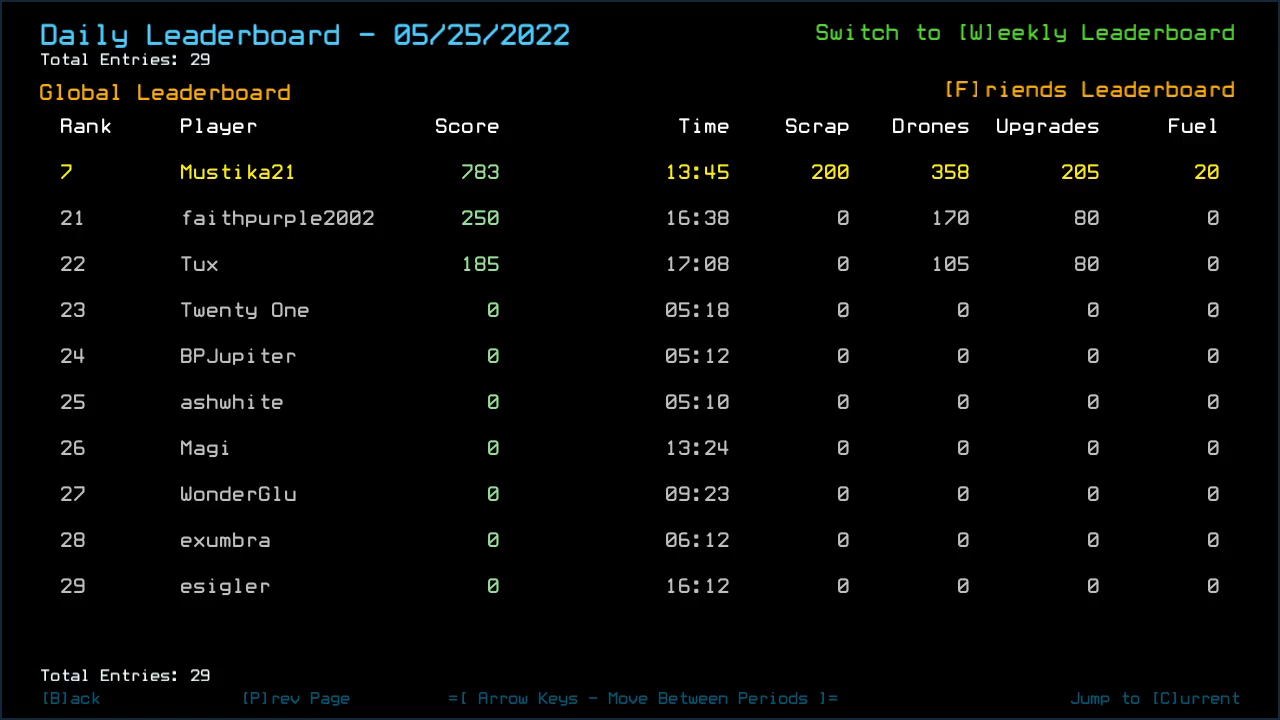 Daily Leaderboard - 05/25/2022 Switch to [W]eekly Leaderboard
Total Entries: 29
Global Leaderboard [F]riends Leaderboard
Rank Player Score Time Scrap Drones Upgrades Fuel
7 Mustika21 783 13:45 200 358 205 20
21 faithpurple2002 250 16:38 0 170 80 0
22 Tux 185 17:08 0 105 80 0
23 Twenty One 0 05:18 0 0 0 0
24 BPJupiter 0 05:12 0 0 0 0
25 ashwhite 0 05:10 0 0 0 0
26 Magi 0 13:24 0 0 0 0
27 WonderGlu 0 09:23 0 0 0 0
28 exumbra 0 06:12 0 0 0 0
29 esigler 0 16:12 0 0 0 0
Total Entries: 29
[B]ack [P]rev Page =[ Arrow Keys - Move Between Periods ]= Jump to [C]urrent